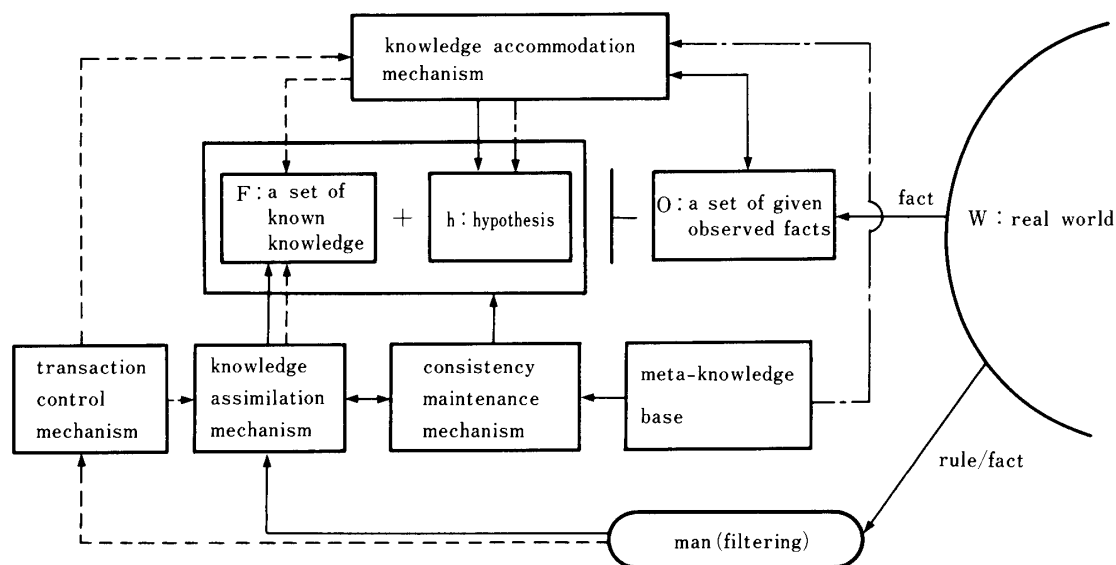 knowledge accommodation
mechanism
F : a set of
known
knowledge
+
h : hypothesis
O : a set of given
observed facts
fact
W : real world
transaction
control
mechanism
knowledge
assimilation
mechanism
consistency
maintenance
mechanism
meta-knowledge
base
rule/fact
man (filtering)